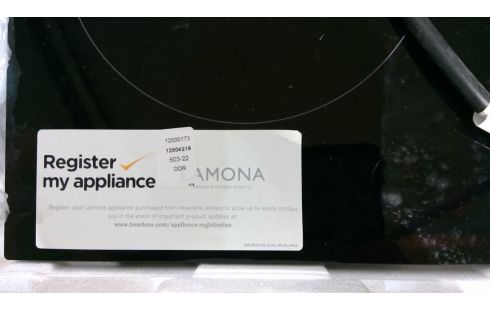 12500173
12504219
503-22
DDR
Register
my appliance
LAMONA
Register your Lamona appliance purchased from Howdens Joinery to allow us to easily contact
you in the event of important product updates at:
www.howdens.com/appliance-registration